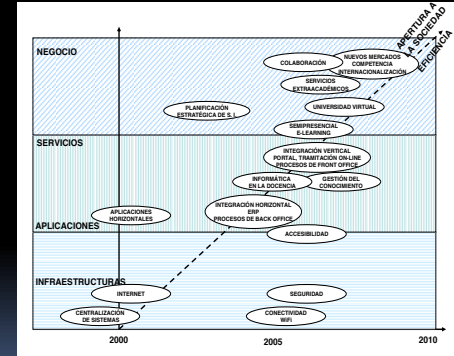 APERTURA A
LA SOCIEDAD
EFICIENCIA
NEGOCIO
COLABORACIÓN
NUEVOS MERCADOS
COMPETENCIA
INTERNACIONALIZACIÓN
SERVICIOS
EXTRAACADÉMICOS
PLANIFICACIÓN
ESTRATÉGICA DE S. I.
UNIVERSIDAD VIRTUAL
SEMIPRESENCIAL
E-LEARNING
SERVICIOS
INTEGRACIÓN VERTICAL
PORTAL, TRAMITACIÓN ON-LINE
PROCESOS DE FRONT OFFICE
INFORMÁTICA
EN LA DOCENCIA
GESTIÓN DEL
CONOCIMIENTO
APLICACIONES
HORIZONTALES
INTEGRACIÓN HORIZONTAL
ERP
PROCESOS DE BACK OFFICE
APLICACIONES
ACCESIBILIDAD
INFRAESTRUCTURAS
INTERNET
SEGURIDAD
CENTRALIZACIÓN
DE SISTEMAS
CONECTIVIDAD
WiFi
2000
2005
2010